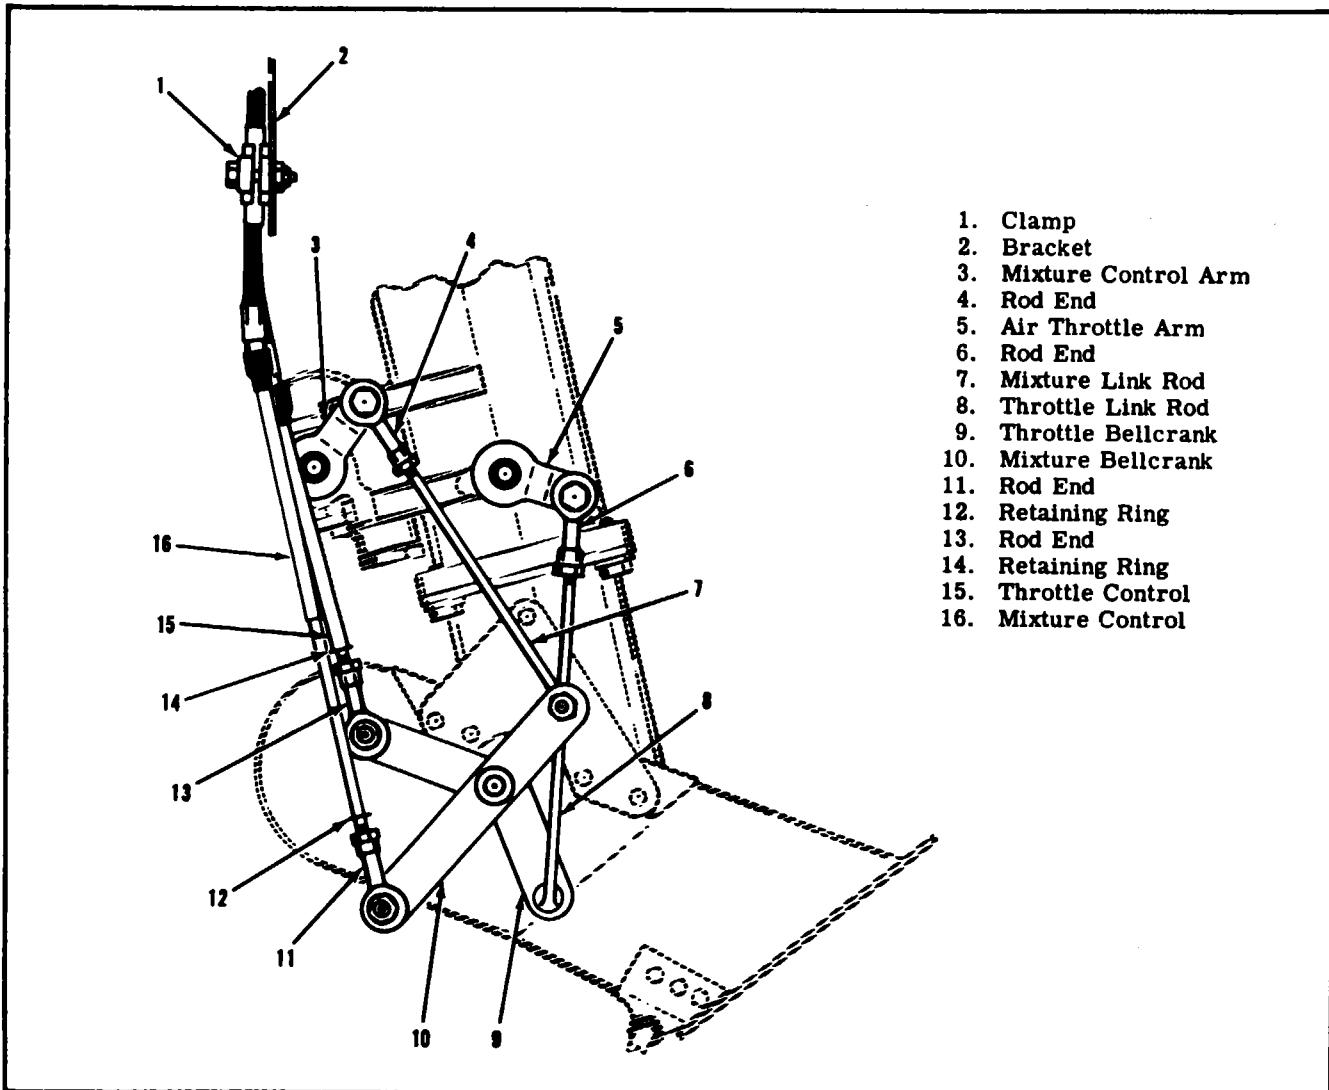 1
2
3
4
5
6
7
8
9
10
11
12
13
14
15
16
1. Clamp
2. Bracket
3. Mixture Control Arm
4. Rod End
5. Air Throttle Arm
6. Rod End
7. Mixture Link Rod
8. Throttle Link Rod
9. Throttle Bellcrank
10. Mixture Bellcrank
11. Rod End
12. Retaining Ring
13. Rod End
14. Retaining Ring
15. Throttle Control
16. Mixture Control